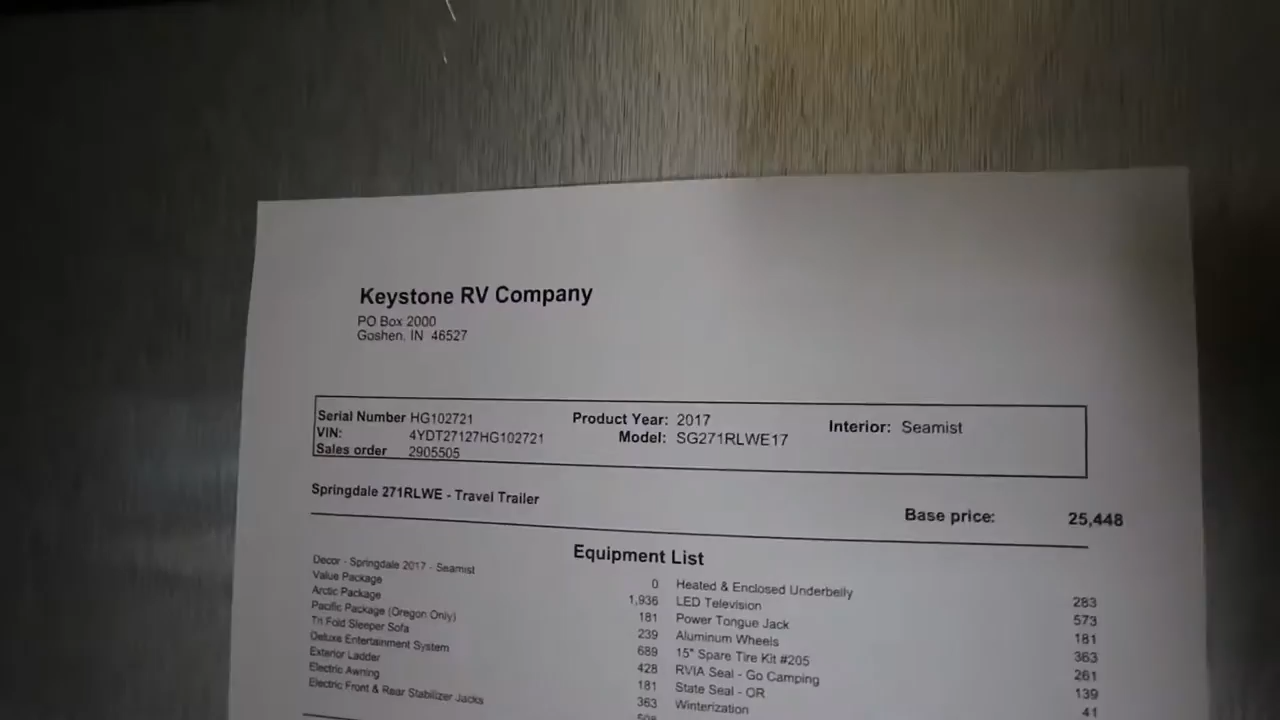 Keystone RV Company
PO Box 2000
Goshen, IN 46527
Serial Number HG102721 Product Year: 2017 Interior: Seamist
VIN: 4YDT27127HG102721 Model: SG271RLWE17
Sales order 2905505
Springdale 271RLWE - Travel Trailer
Base price: 25,448
Equipment List
Decor - Springdale 2017 - Seamist 0 Heated & Enclosed Underbelly 283
Value Package 1,936 LED Television 573
Arctic Package 181 Power Tongue Jack 181
Pacific Package (Oregon Only) 239 Aluminum Wheels 363
Tri Fold Sleeper Sofa 689 15" Spare Tire Kit #205 261
Deluxe Entertainment System 428 RVIA Seal - Go Camping 139
Exterior Ladder 181 State Seal - OR 41
Electric Awning 363 Winterization
Electric Front & Rear Stabilizer Jacks 508